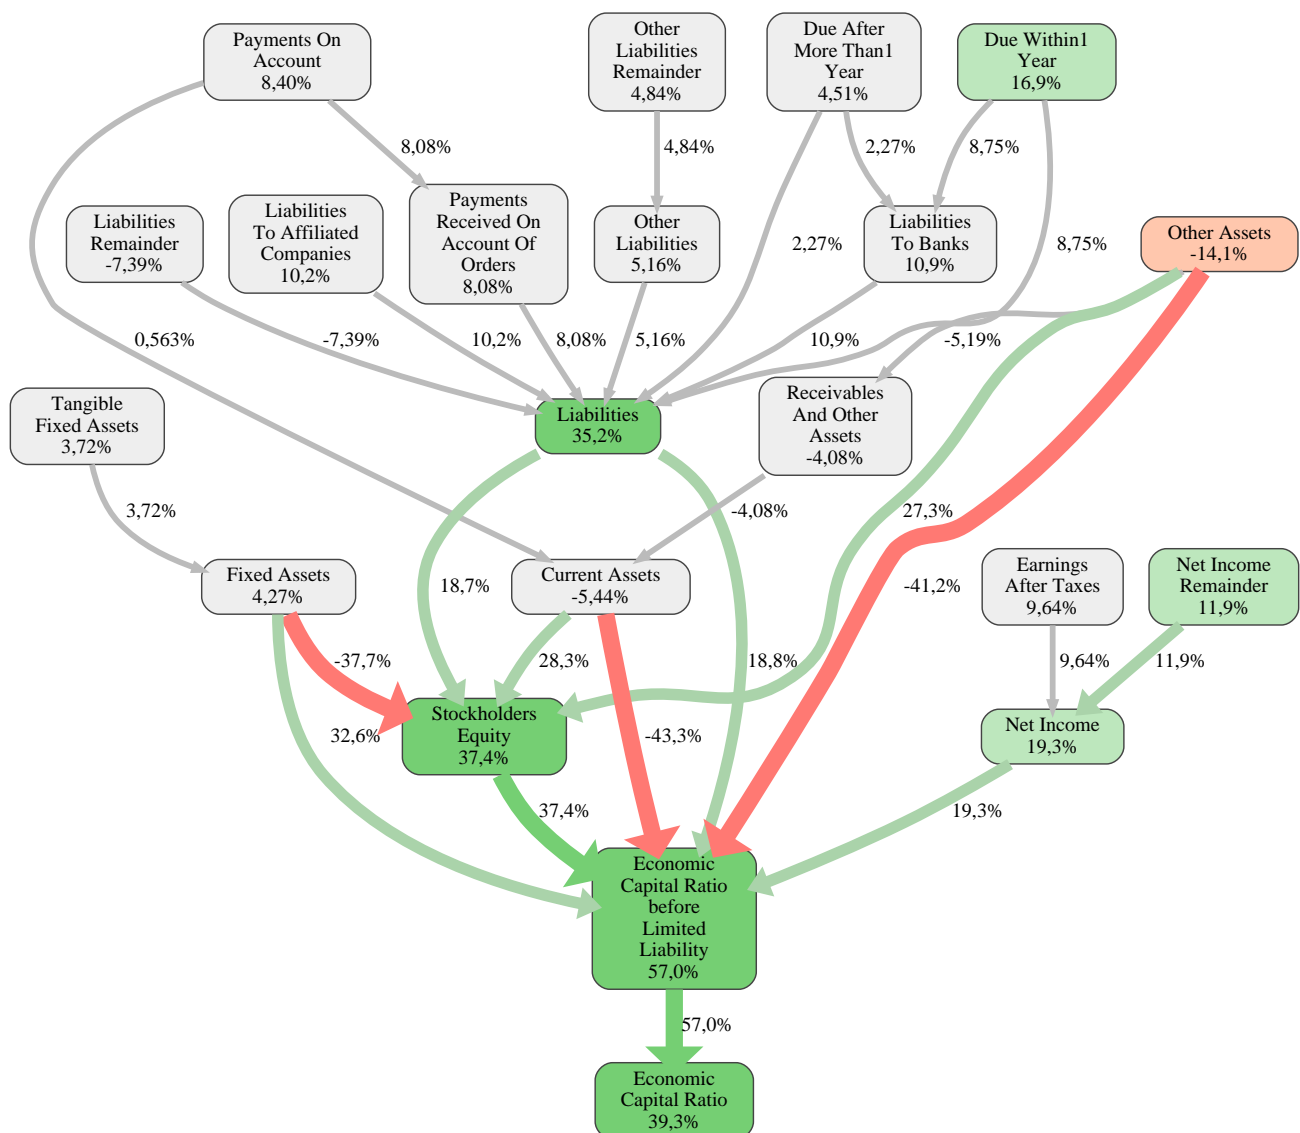 Payments On
Account
8,40%
Other
Liabilities
Remainder
4,84%
Due After
More Than1
Year
4,51%
Due Within1
Year
16,9%
8,08%
4,84%
2,27%
8,75%
Liabilities
Remainder
-7,39%
Liabilities
To Affiliated
Companies
10,2%
Payments
Received On
Account Of
Orders
8,08%
Other
Liabilities
5,16%
2,27%
Liabilities
To Banks
10,9%
8,75%
Other Assets
-14,1%
0,563%
-7,39%
10,2%
8,08%
5,16%
10,9%
-5,19%
Tangible
Fixed Assets
3,72%
Liabilities
35,2%
Receivables
And Other
Assets
-4,08%
3,72%
-4,08%
27,3%
Fixed Assets
4,27%
18,7%
Current Assets
-5,44%
-41,2%
Earnings
After Taxes
9,64%
Net Income
Remainder
11,9%
-37,7%
28,3%
18,8%
9,64%
11,9%
32,6%
Stockholders
Equity
37,4%
-43,3%
Net Income
19,3%
37,4%
19,3%
Economic
Capital Ratio
before
Limited
Liability
57,0%
57,0%
Economic
Capital Ratio
39,3%